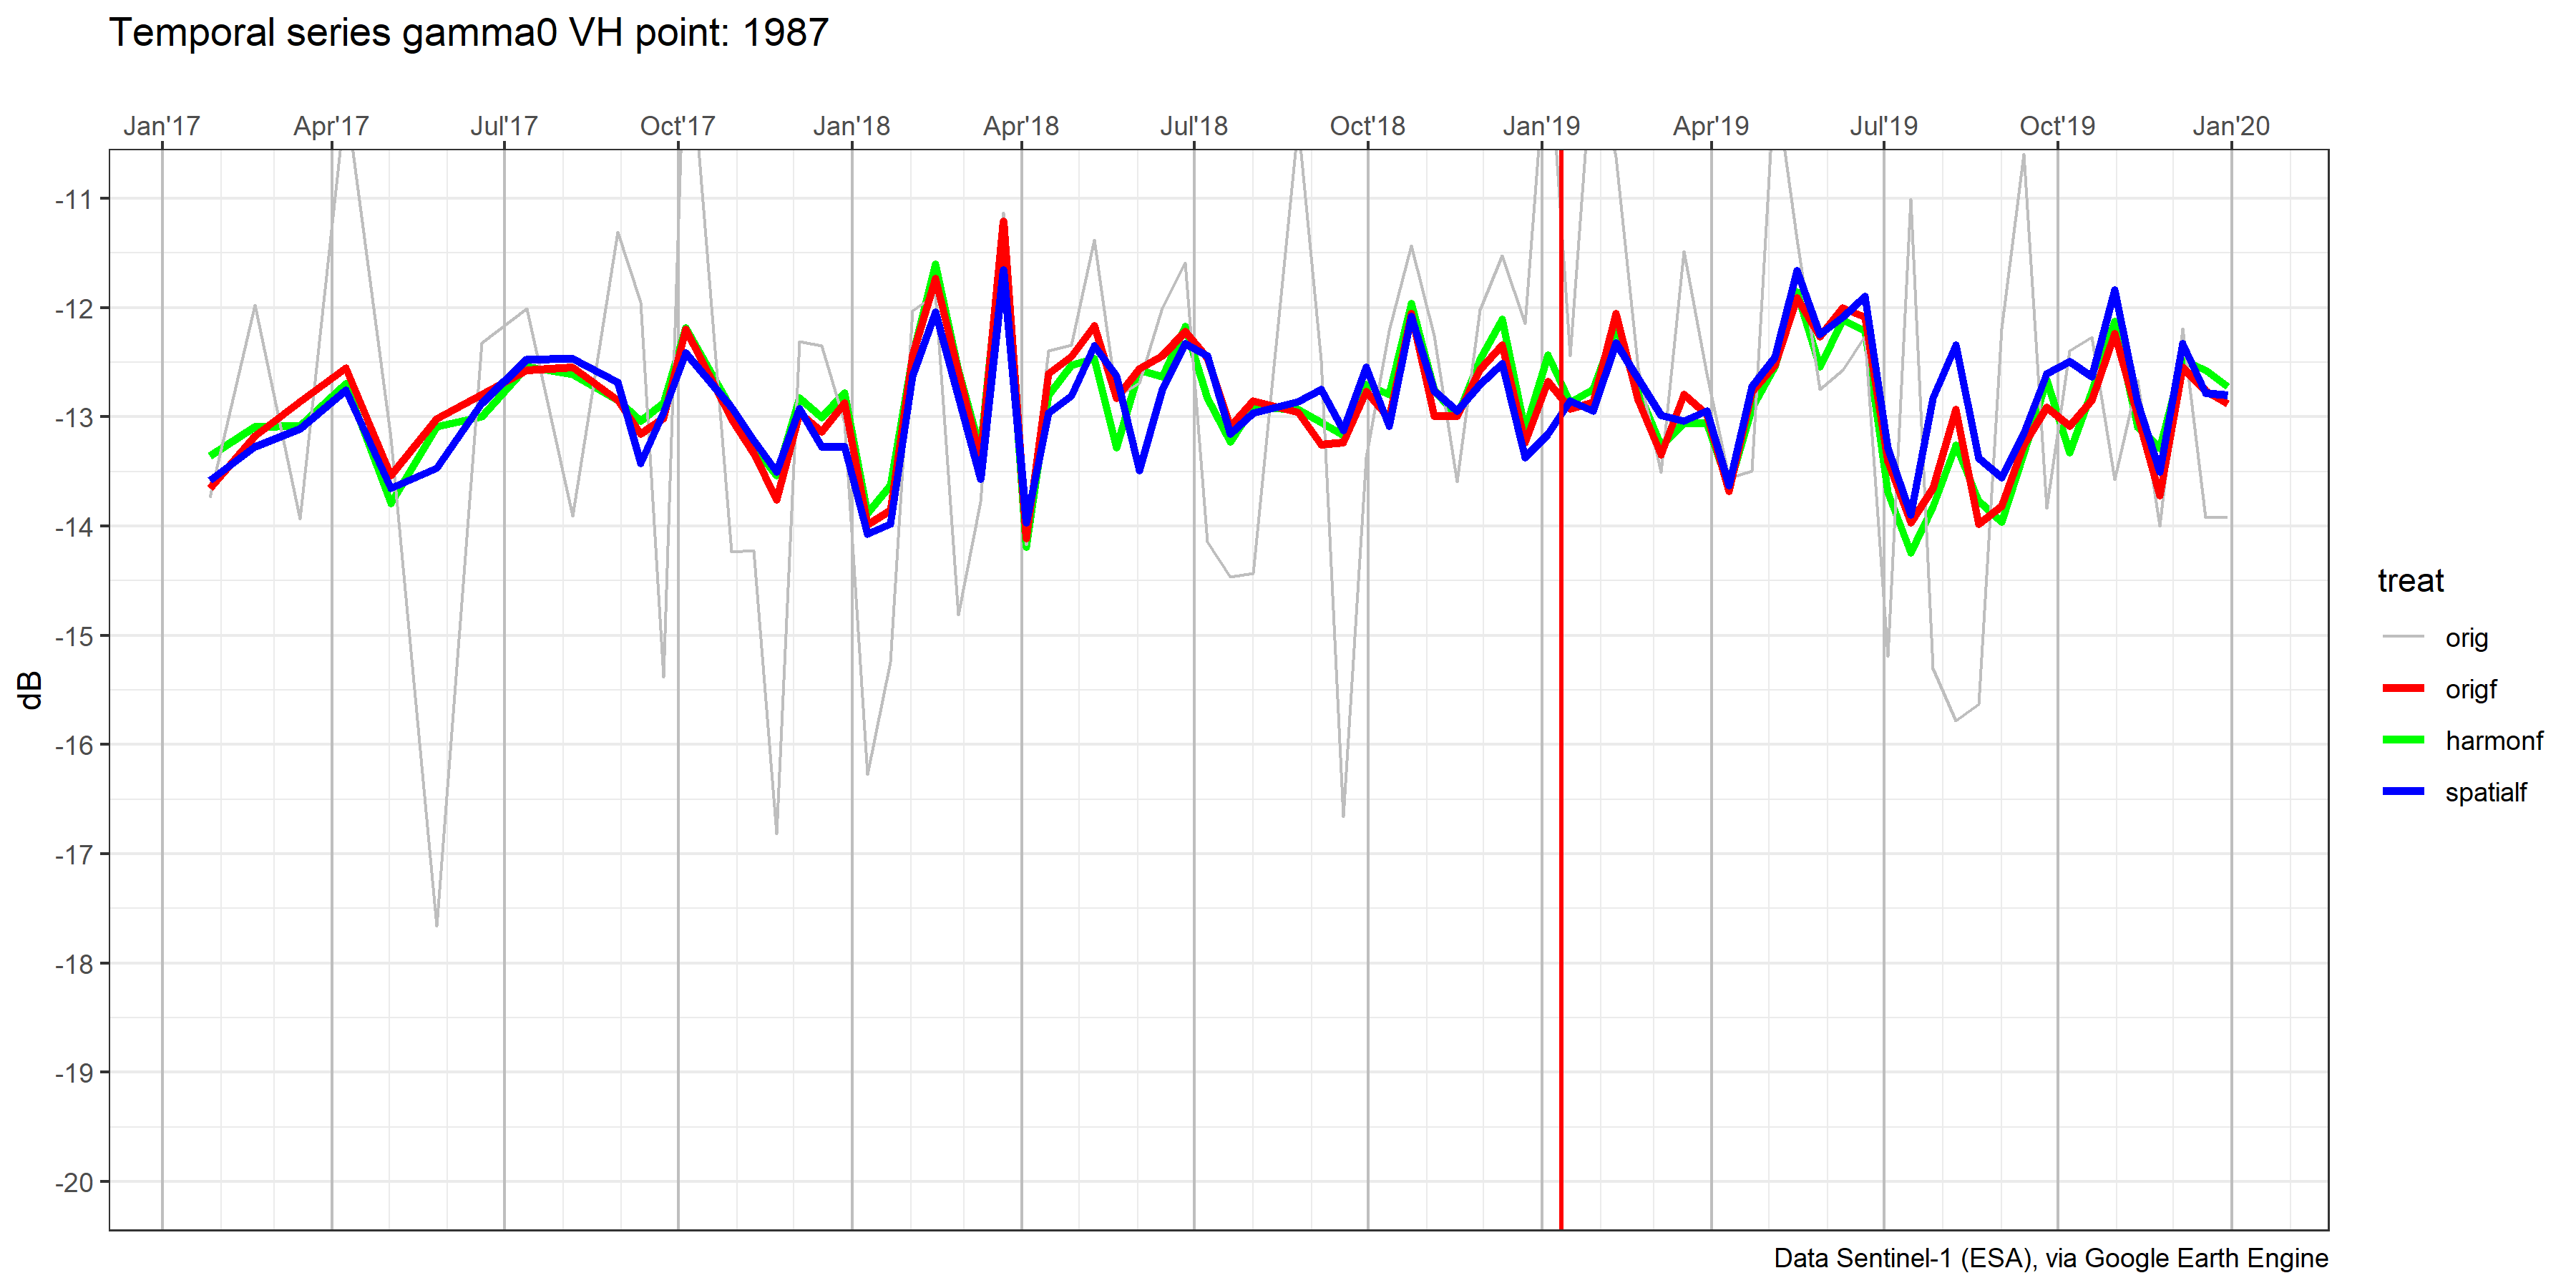 Temporal series gamma0 VH point: 1987
Jan'17 Apr'17 Jul'17 Oct'17 Jan'18 Apr'18 Jul'18 Oct'18 Jan'19 Apr'19 Jul'19 Oct'19 Jan'20
-11
-12
-13
-14
-15
-16
-17
-18
-19
-20
dB
treat
orig
origf
harmonf
spatialf
Data Sentinel-1 (ESA), via Google Earth Engine